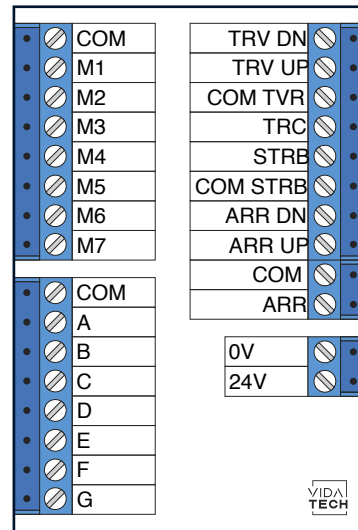 COM
M1
M2
M3
M4
M5
M6
M7
COM
A
B
C
D
E
F
G
TRV DN
TRV UP
COM TVR
TRC
STRB
COM STRB
ARR DN
ARR UP
COM
ARR
0V
24V
VIDA
TECH